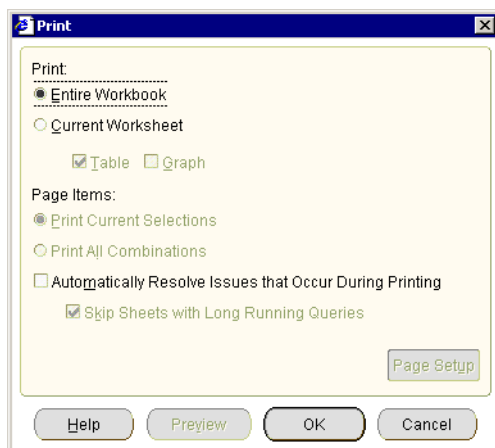 Print
Print:
Entire Workbook
Current Worksheet
Table Graph
Page Items:
Print Current Selections
Print All Combinations
Automatically Resolve Issues that Occur During Printing
Skip Sheets with Long Running Queries
Page Setup
Help Preview OK Cancel